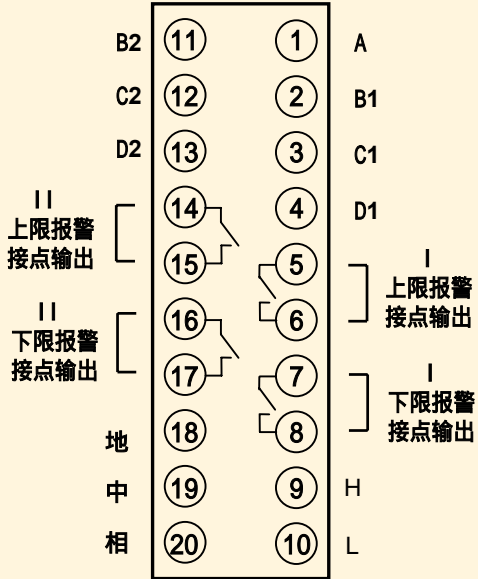 B2 11 1 A
C2 12 2 B1
D2 13 3 C1
14 4 D1
II
上限报警
接点输出
15 5
I
上限报警
接点输出
16 6
II
下限报警
接点输出
17 7
I
下限报警
接点输出
地 18 8
中 19 9 H
相 20 10 L